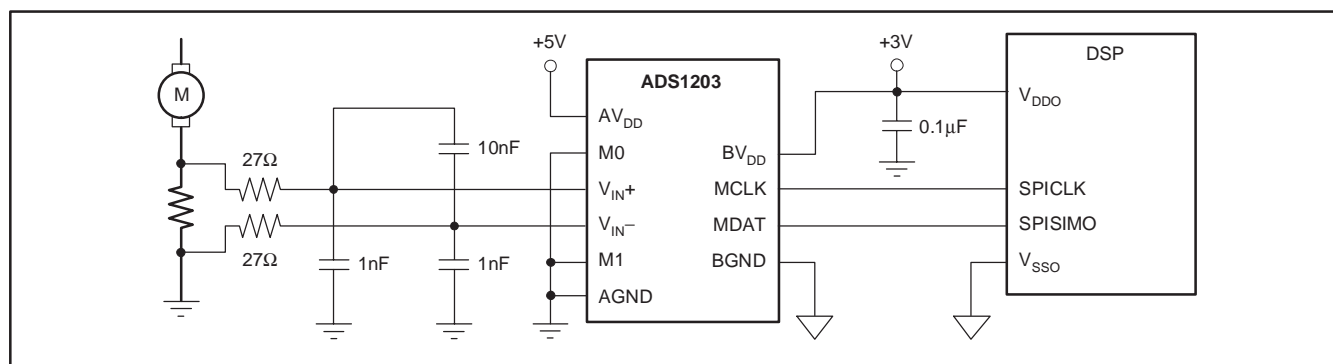 M
27Ω
27Ω
1nF
10nF
1nF
+5V
ADS1203
AV_DD
M0
V_IN+
V_IN−
M1
AGND
BV_DD
MCLK
MDAT
BGND
+3V
0.1μF
DSP
V_DDO
SPICLK
SPISIMO
V_SSO